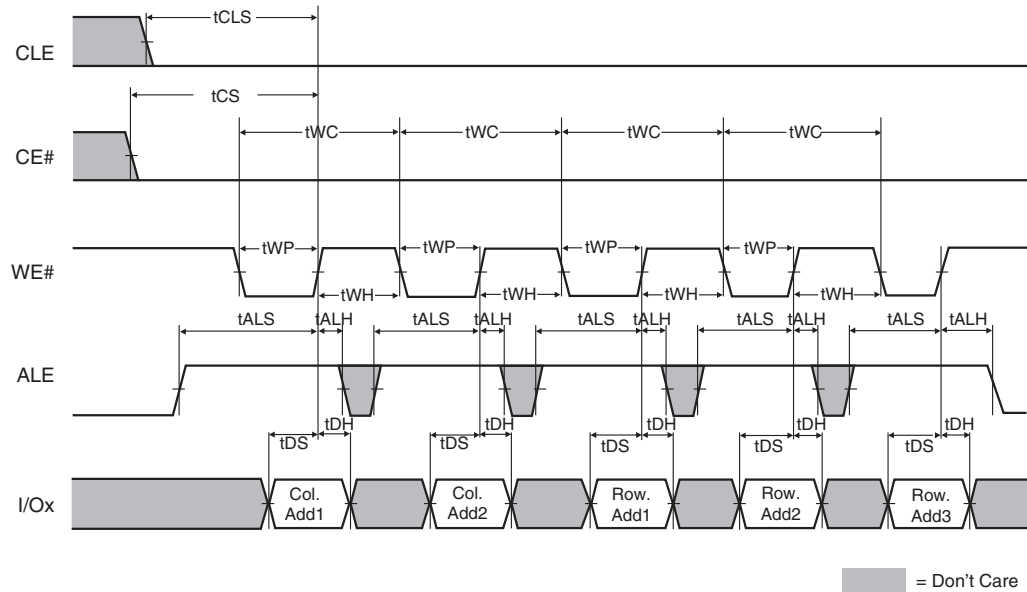 tCLS
CLE
tCS
tWC tWC tWC tWC
CE#
tWP tWP tWP tWP
WE#
tWH tWH tWH tWH
tALS tALH tALS tALH tALS tALH tALS tALH tALS tALH
ALE
tDH tDH tDH tDH tDH
tDS tDS tDS tDS tDS
I/Ox
Col. Add1
Col. Add2
Row. Add1
Row. Add2
Row. Add3
= Don't Care